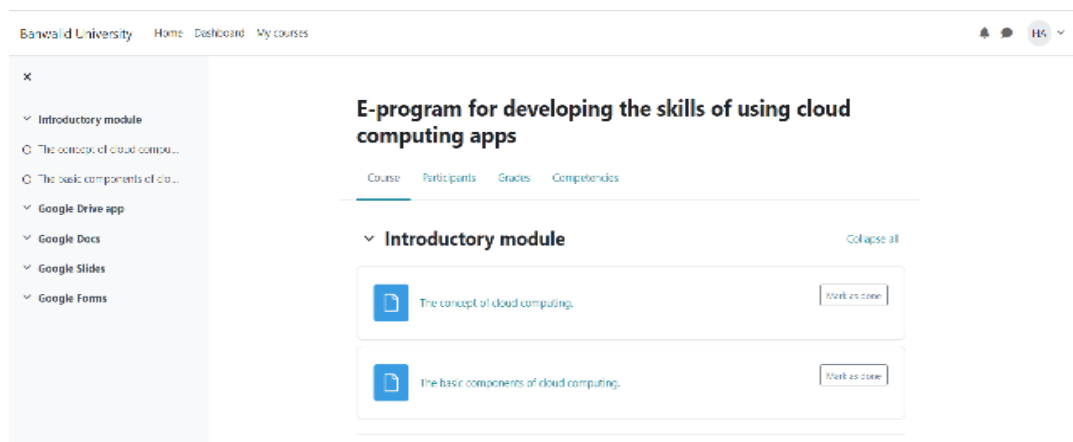 Banwalid University Home Dashboard My courses HA
Introductory module
The concept of cloud compu...
The basic components of clo...
Google Drive app
Google Docs
Google Slides
Google Forms
E-program for developing the skills of using cloud
computing apps
Course Participants Grades Competencies
Introductory module Collapse all
The concept of cloud computing. Mark as done
The basic components of cloud computing. Mark as done